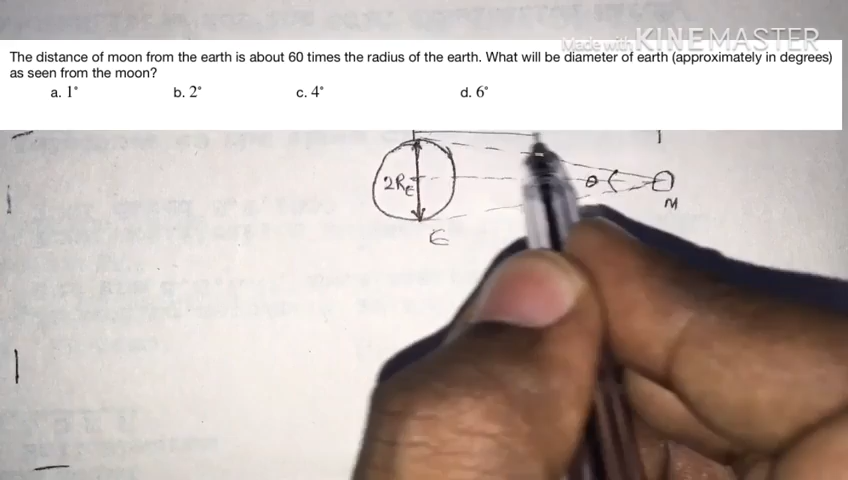 Made with KINEMASTER
The distance of moon from the earth is about 60 times the radius of the earth. What will be diameter of earth (approximately in degrees)
as seen from the moon?
a. 1° b. 2° c. 4° d. 6°
2R_E θ
M
E